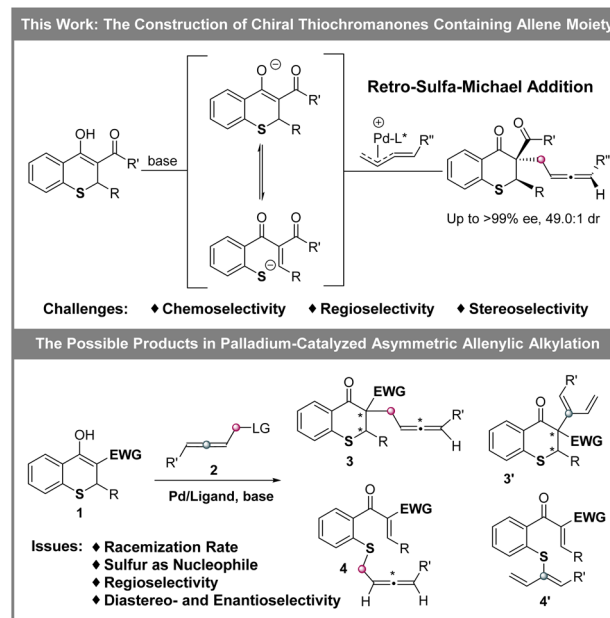 This Work: The Construction of Chiral Thiochromanones Containing Allene Moiety
OH
O
R'
S
R
base
O
⊖
O
R'
S
R
O
O
R'
S
⊖
R
Retro-Sulfa-Michael Addition
⊕
Pd-L*
R"
O
O
R'
R"
S
R
H
Up to >99% ee, 49.0:1 dr
Challenges: ♦ Chemoselectivity ♦ Regioselectivity ♦ Stereoselectivity
The Possible Products in Palladium-Catalyzed Asymmetric Allenylic Alkylation
OH
EWG
S
R
1
LG
R'
2
Pd/Ligand, base
O
EWG
*
*
*
R'
S
R
H
3
R'
O
*
EWG
*
S
R
3'
Issues: ♦ Racemization Rate
♦ Sulfur as Nucleophile
♦ Regioselectivity
♦ Diastereo- and Enantioselectivity
O
EWG
S
R
4
*
R'
H
H
O
EWG
S
R
R'
4'